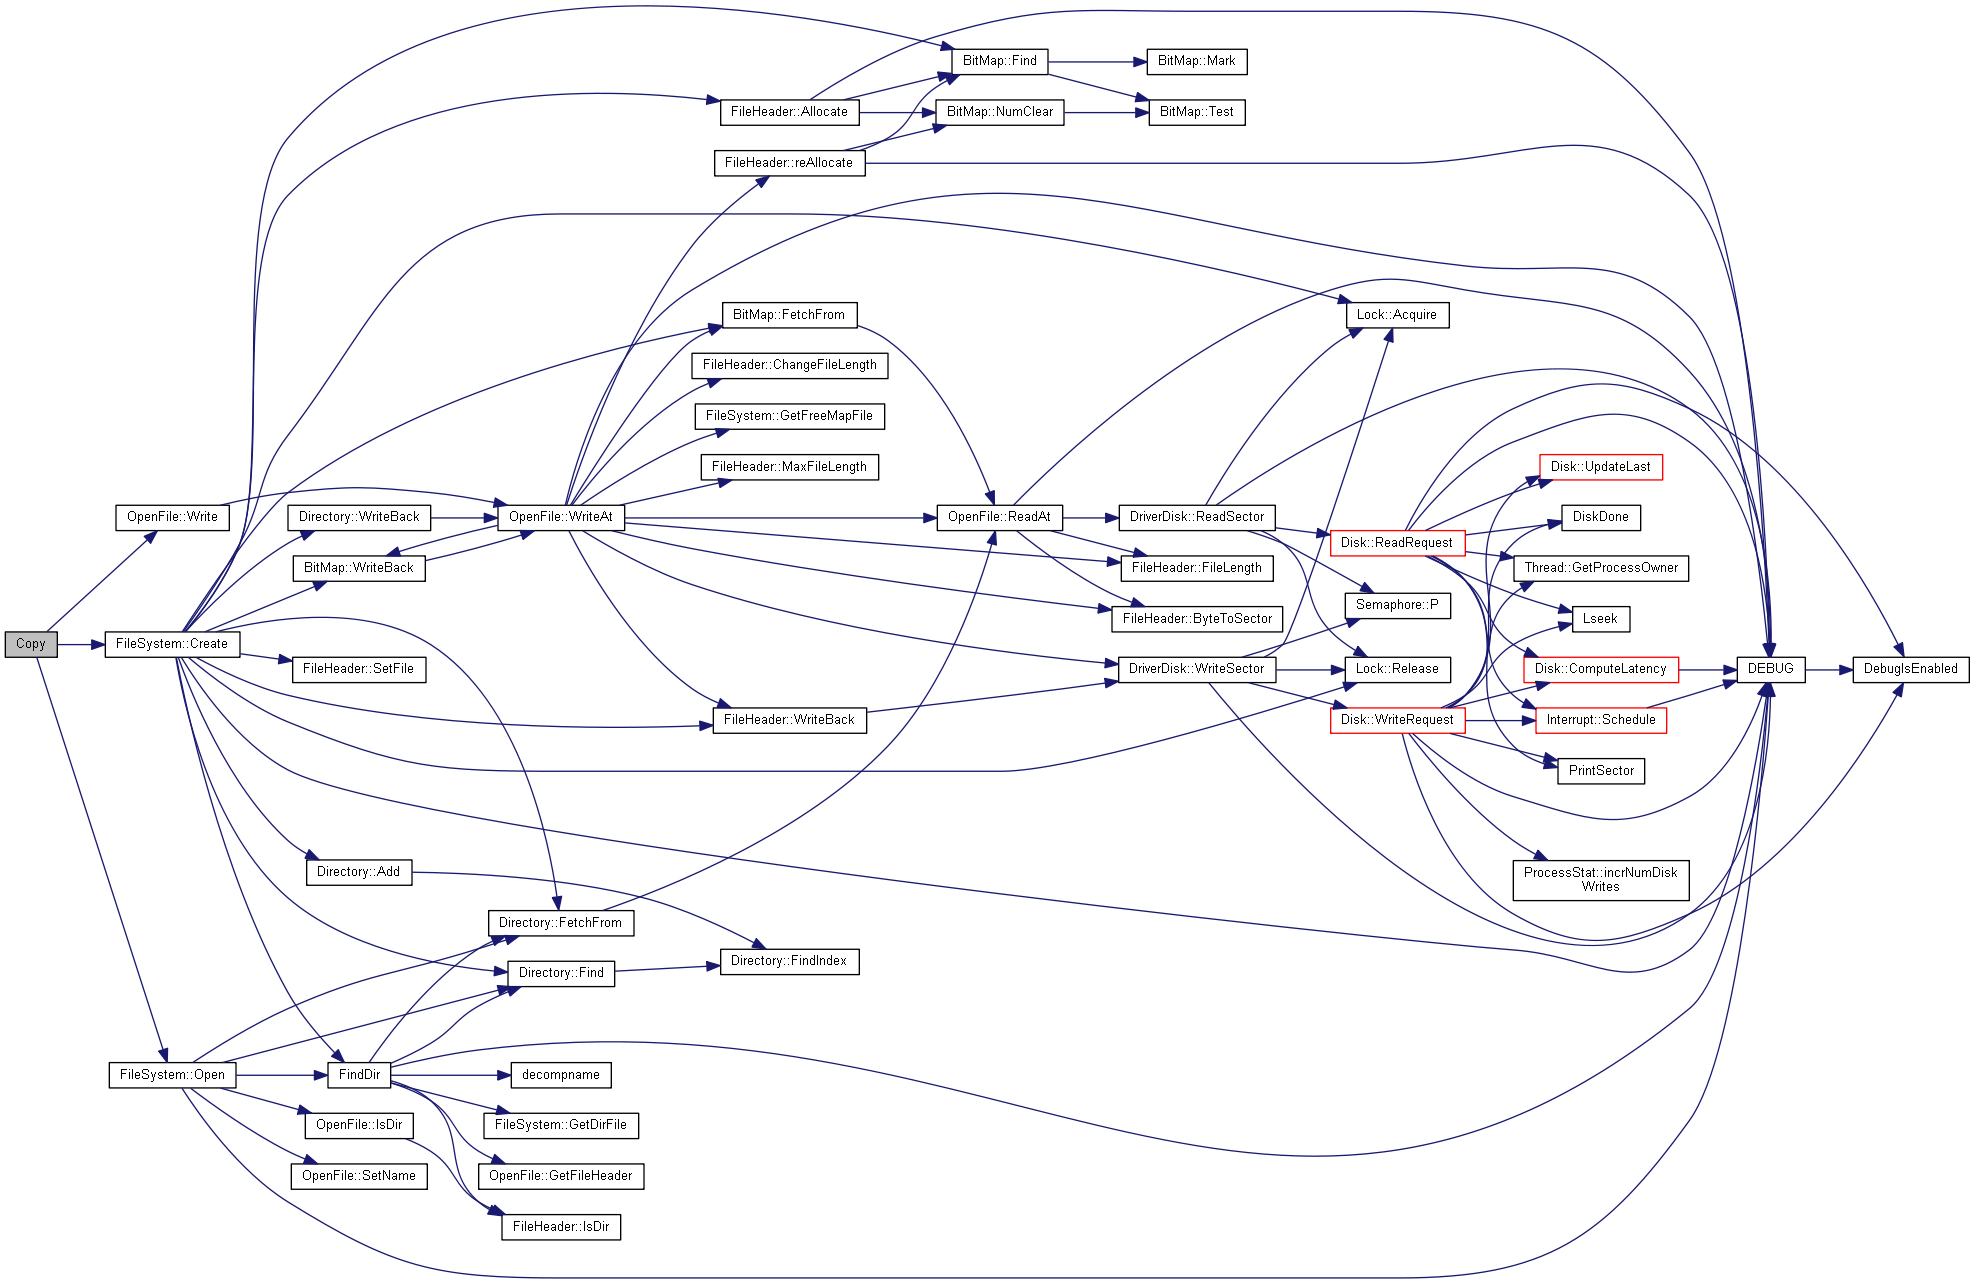 BitMap::Find
BitMap::Mark
FileHeader::Allocate
BitMap::NumClear
BitMap::Test
FileHeader::reAllocate
BitMap::FetchFrom
Lock::Acquire
FileHeader::ChangeFileLength
FileSystem::GetFreeMapFile
FileHeader::MaxFileLength
Disk::UpdateLast
OpenFile::Write
Directory::WriteBack
OpenFile::WriteAt
OpenFile::ReadAt
DriverDisk::ReadSector
DiskDone
Disk::ReadRequest
BitMap::WriteBack
FileHeader::FileLength
Thread::GetProcessOwner
Semaphore::P
FileHeader::ByteToSector
Lseek
Copy
FileSystem::Create
FileHeader::SetFile
DriverDisk::WriteSector
Lock::Release
Disk::ComputeLatency
DEBUG
DebugIsEnabled
FileHeader::WriteBack
Disk::WriteRequest
Interrupt::Schedule
PrintSector
Directory::Add
ProcessStat::incrNumDisk
Writes
Directory::FetchFrom
Directory::FindIndex
Directory::Find
FileSystem::Open
FindDir
decompname
OpenFile::IsDir
FileSystem::GetDirFile
OpenFile::SetName
OpenFile::GetFileHeader
FileHeader::IsDir